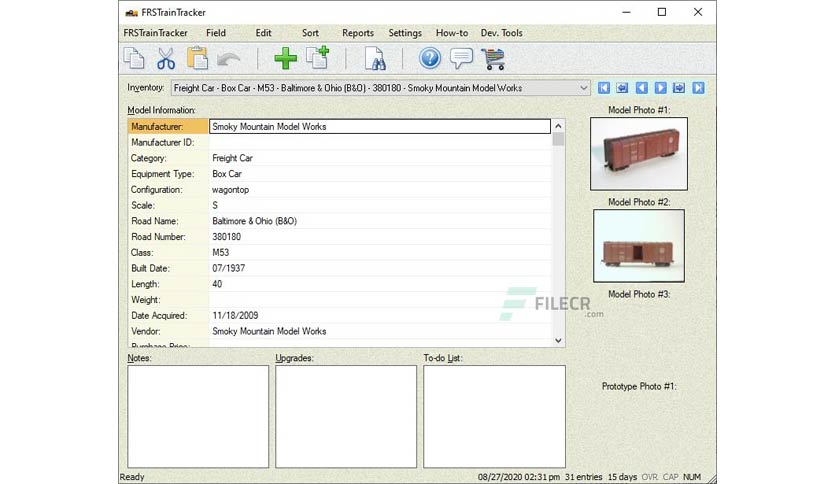 FRSTrainTracker
FRSTrainTracker Field Edit Sort Reports Settings How-to Dev. Tools
Inventory: Freight Car - Box Car - M53 - Baltimore & Ohio (B&O) - 380180 - Smoky Mountain Model Works
Model Information:
Manufacturer: Smoky Mountain Model Works
Manufacturer ID:
Category: Freight Car
Equipment Type: Box Car
Configuration: wagontop
Scale: S
Road Name: Baltimore & Ohio (B&O)
Road Number: 380180
Class: M53
Built Date: 07/1937
Length: 40
Weight:
Date Acquired: 11/18/2009
Vendor: Smoky Mountain Model Works
Purchase Price:
Model Photo #1:
Model Photo #2:
Model Photo #3:
FILECR
.com
Notes: Upgrades: To-do List:
Prototype Photo #1:
Ready 08/27/2020 02:31 pm 31 entries 15 days OVR CAP NUM